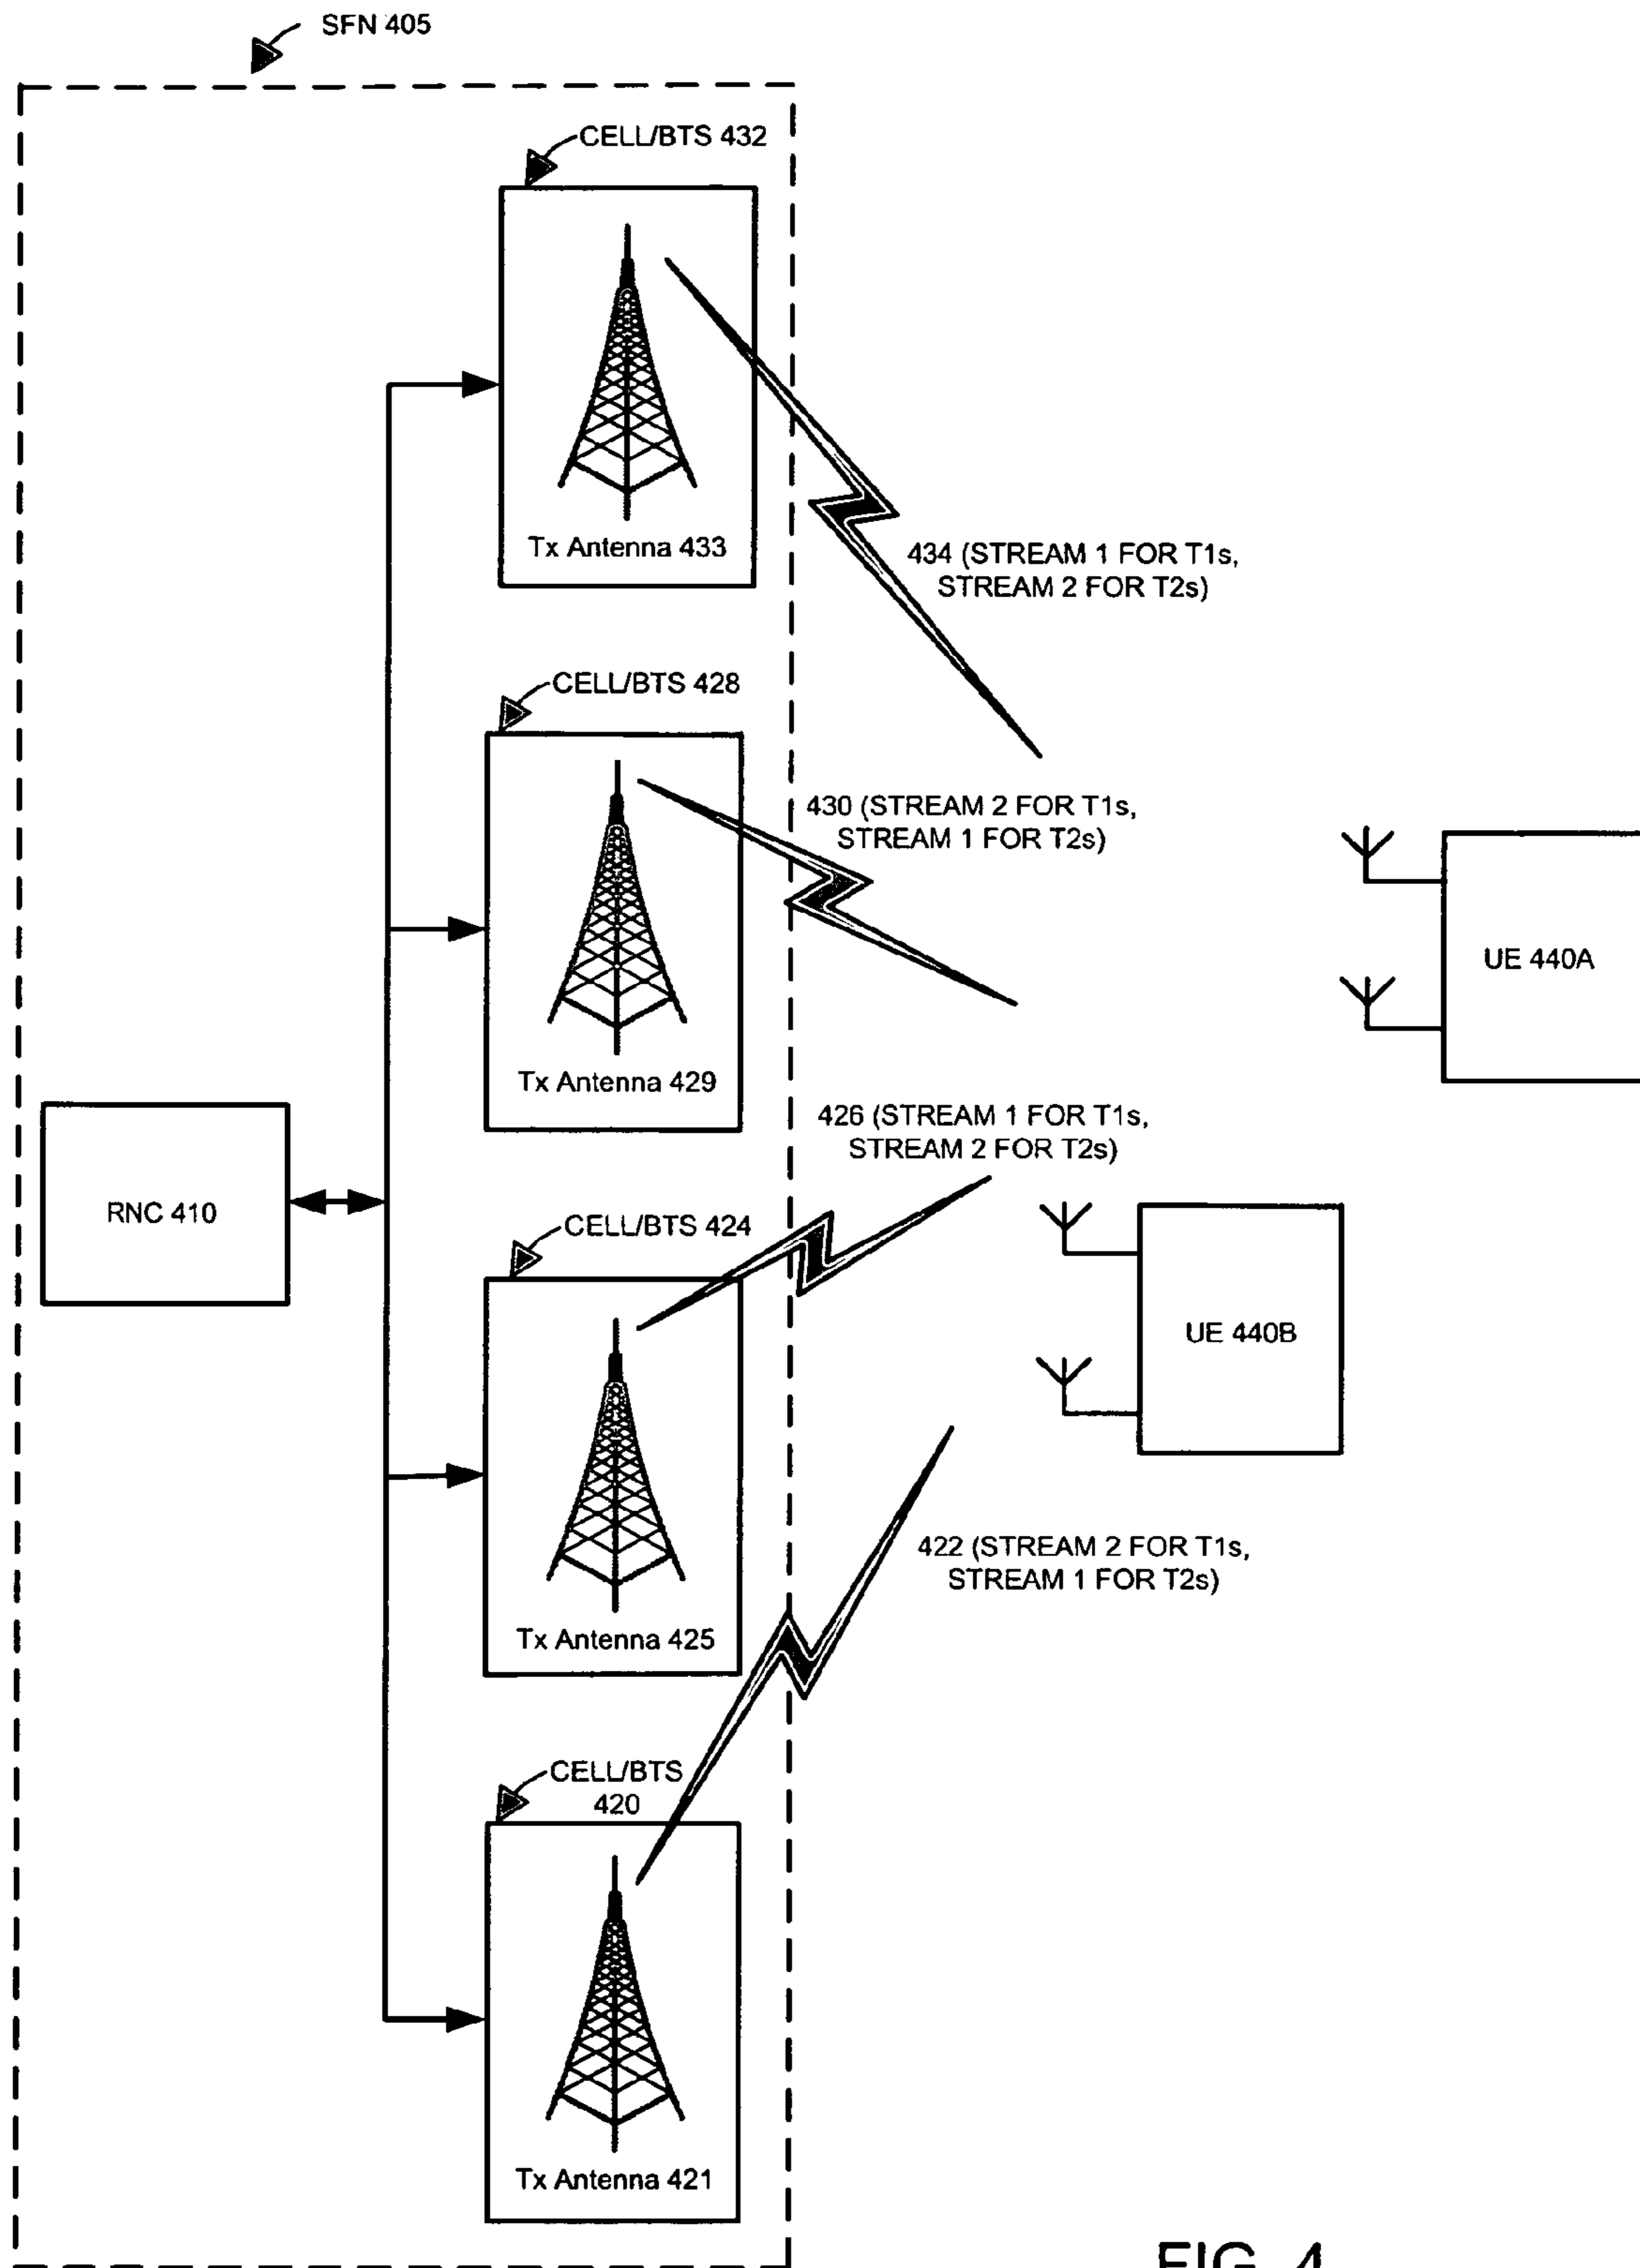 SFN 405
CELL/BTS 432
Tx Antenna 433
434 (STREAM 1 FOR T1s,
STREAM 2 FOR T2s)
CELL/BTS 428
430 (STREAM 2 FOR T1s,
STREAM 1 FOR T2s)
Tx Antenna 429
UE 440A
426 (STREAM 1 FOR T1s,
STREAM 2 FOR T2s)
RNC 410
CELL/BTS 424
UE 440B
Tx Antenna 425
422 (STREAM 2 FOR T1s,
STREAM 1 FOR T2s)
CELL/BTS
420
Tx Antenna 421
FIG. 4